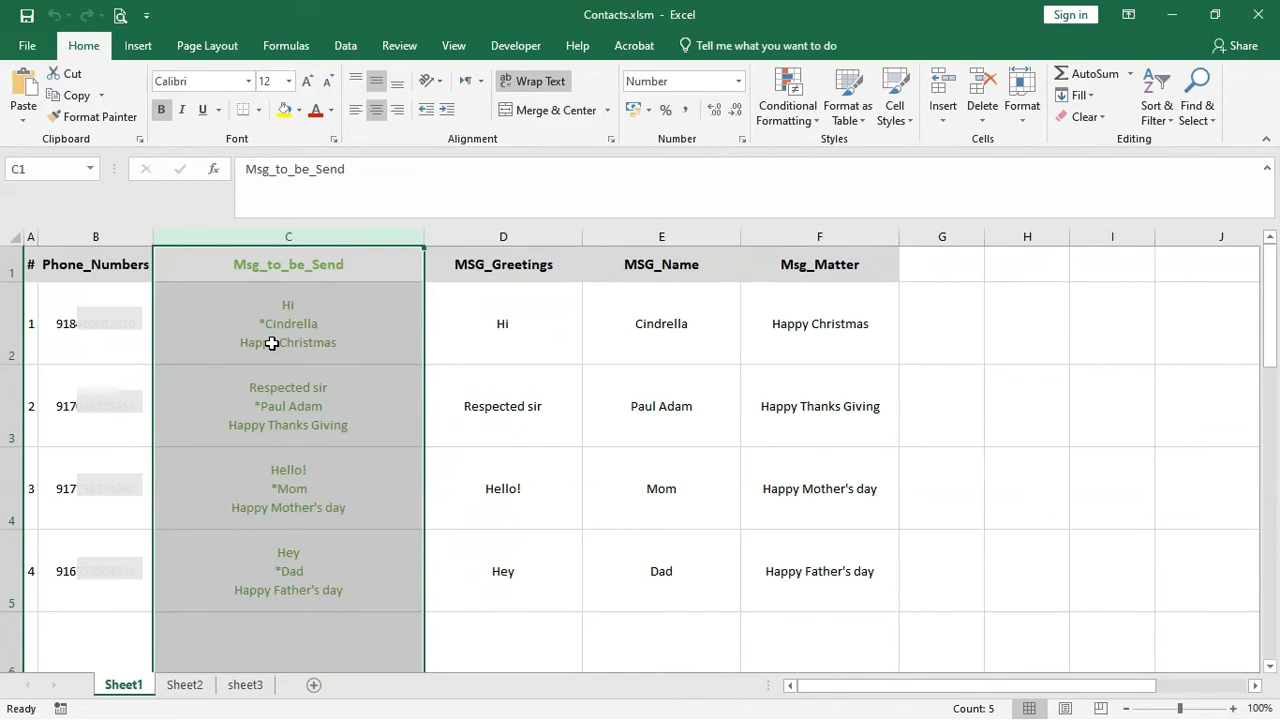 Contacts.xlsm - Excel
Sign in
File Home Insert Page Layout Formulas Data Review View Developer Help Acrobat Tell me what you want to do Share
Paste
Cut
Copy
Format Painter
Clipboard
Calibri 12
B I U
Font
Wrap Text
Merge & Center
Alignment
Number
Number
Conditional Formatting
Format as Table
Cell Styles
Styles
Insert Delete Format
Cells
AutoSum
Fill
Clear
Sort & Filter
Find & Select
Editing
C1 fx Msg_to_be_Send
A B C D E F G H I J
1 # Phone_Numbers Msg_to_be_Send MSG_Greetings MSG_Name Msg_Matter
Hi
1 918 *Cindrella Hi Cindrella Happy Christmas
2 Happy Christmas
Respected sir
2 917 *Paul Adam Respected sir Paul Adam Happy Thanks Giving
3 Happy Thanks Giving
Hello!
3 917 *Mom Hello! Mom Happy Mother's day
4 Happy Mother's day
Hey
4 916 *Dad Hey Dad Happy Father's day
5 Happy Father's day
Sheet1 Sheet2 sheet3
Ready Count: 5 100%